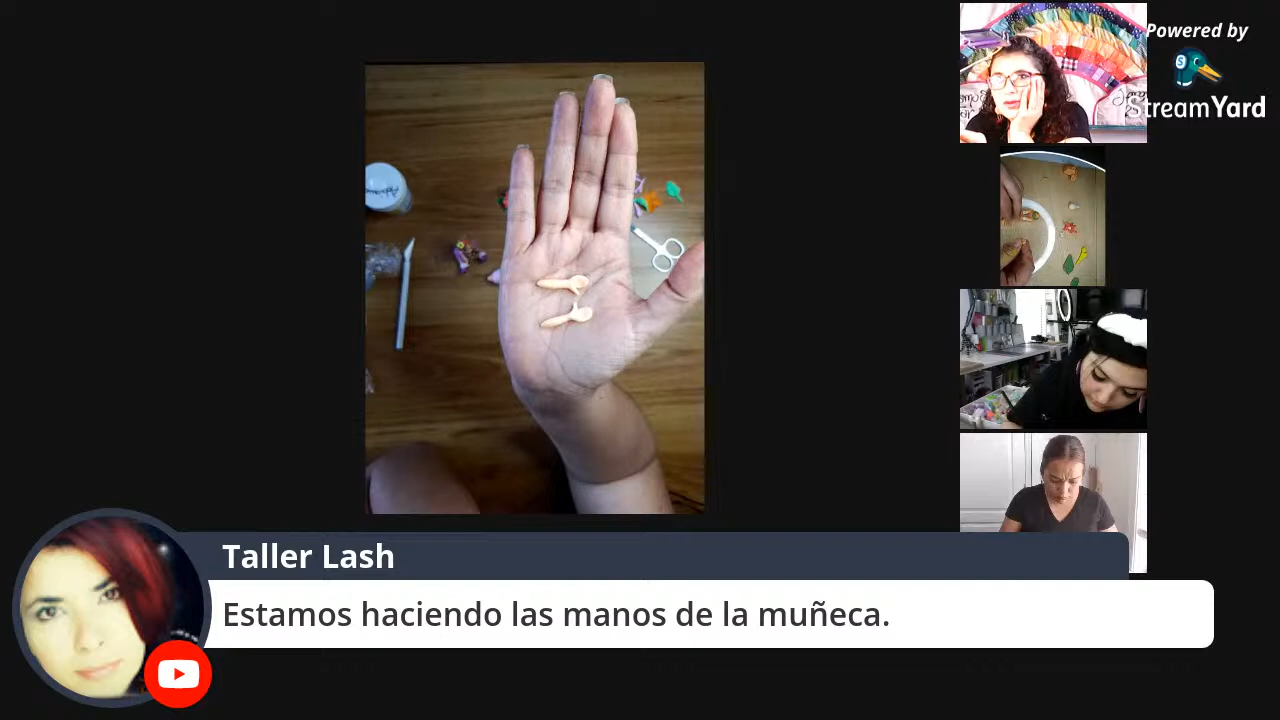 Powered by
StreamYard
Taller Lash
Estamos haciendo las manos de la muñeca.